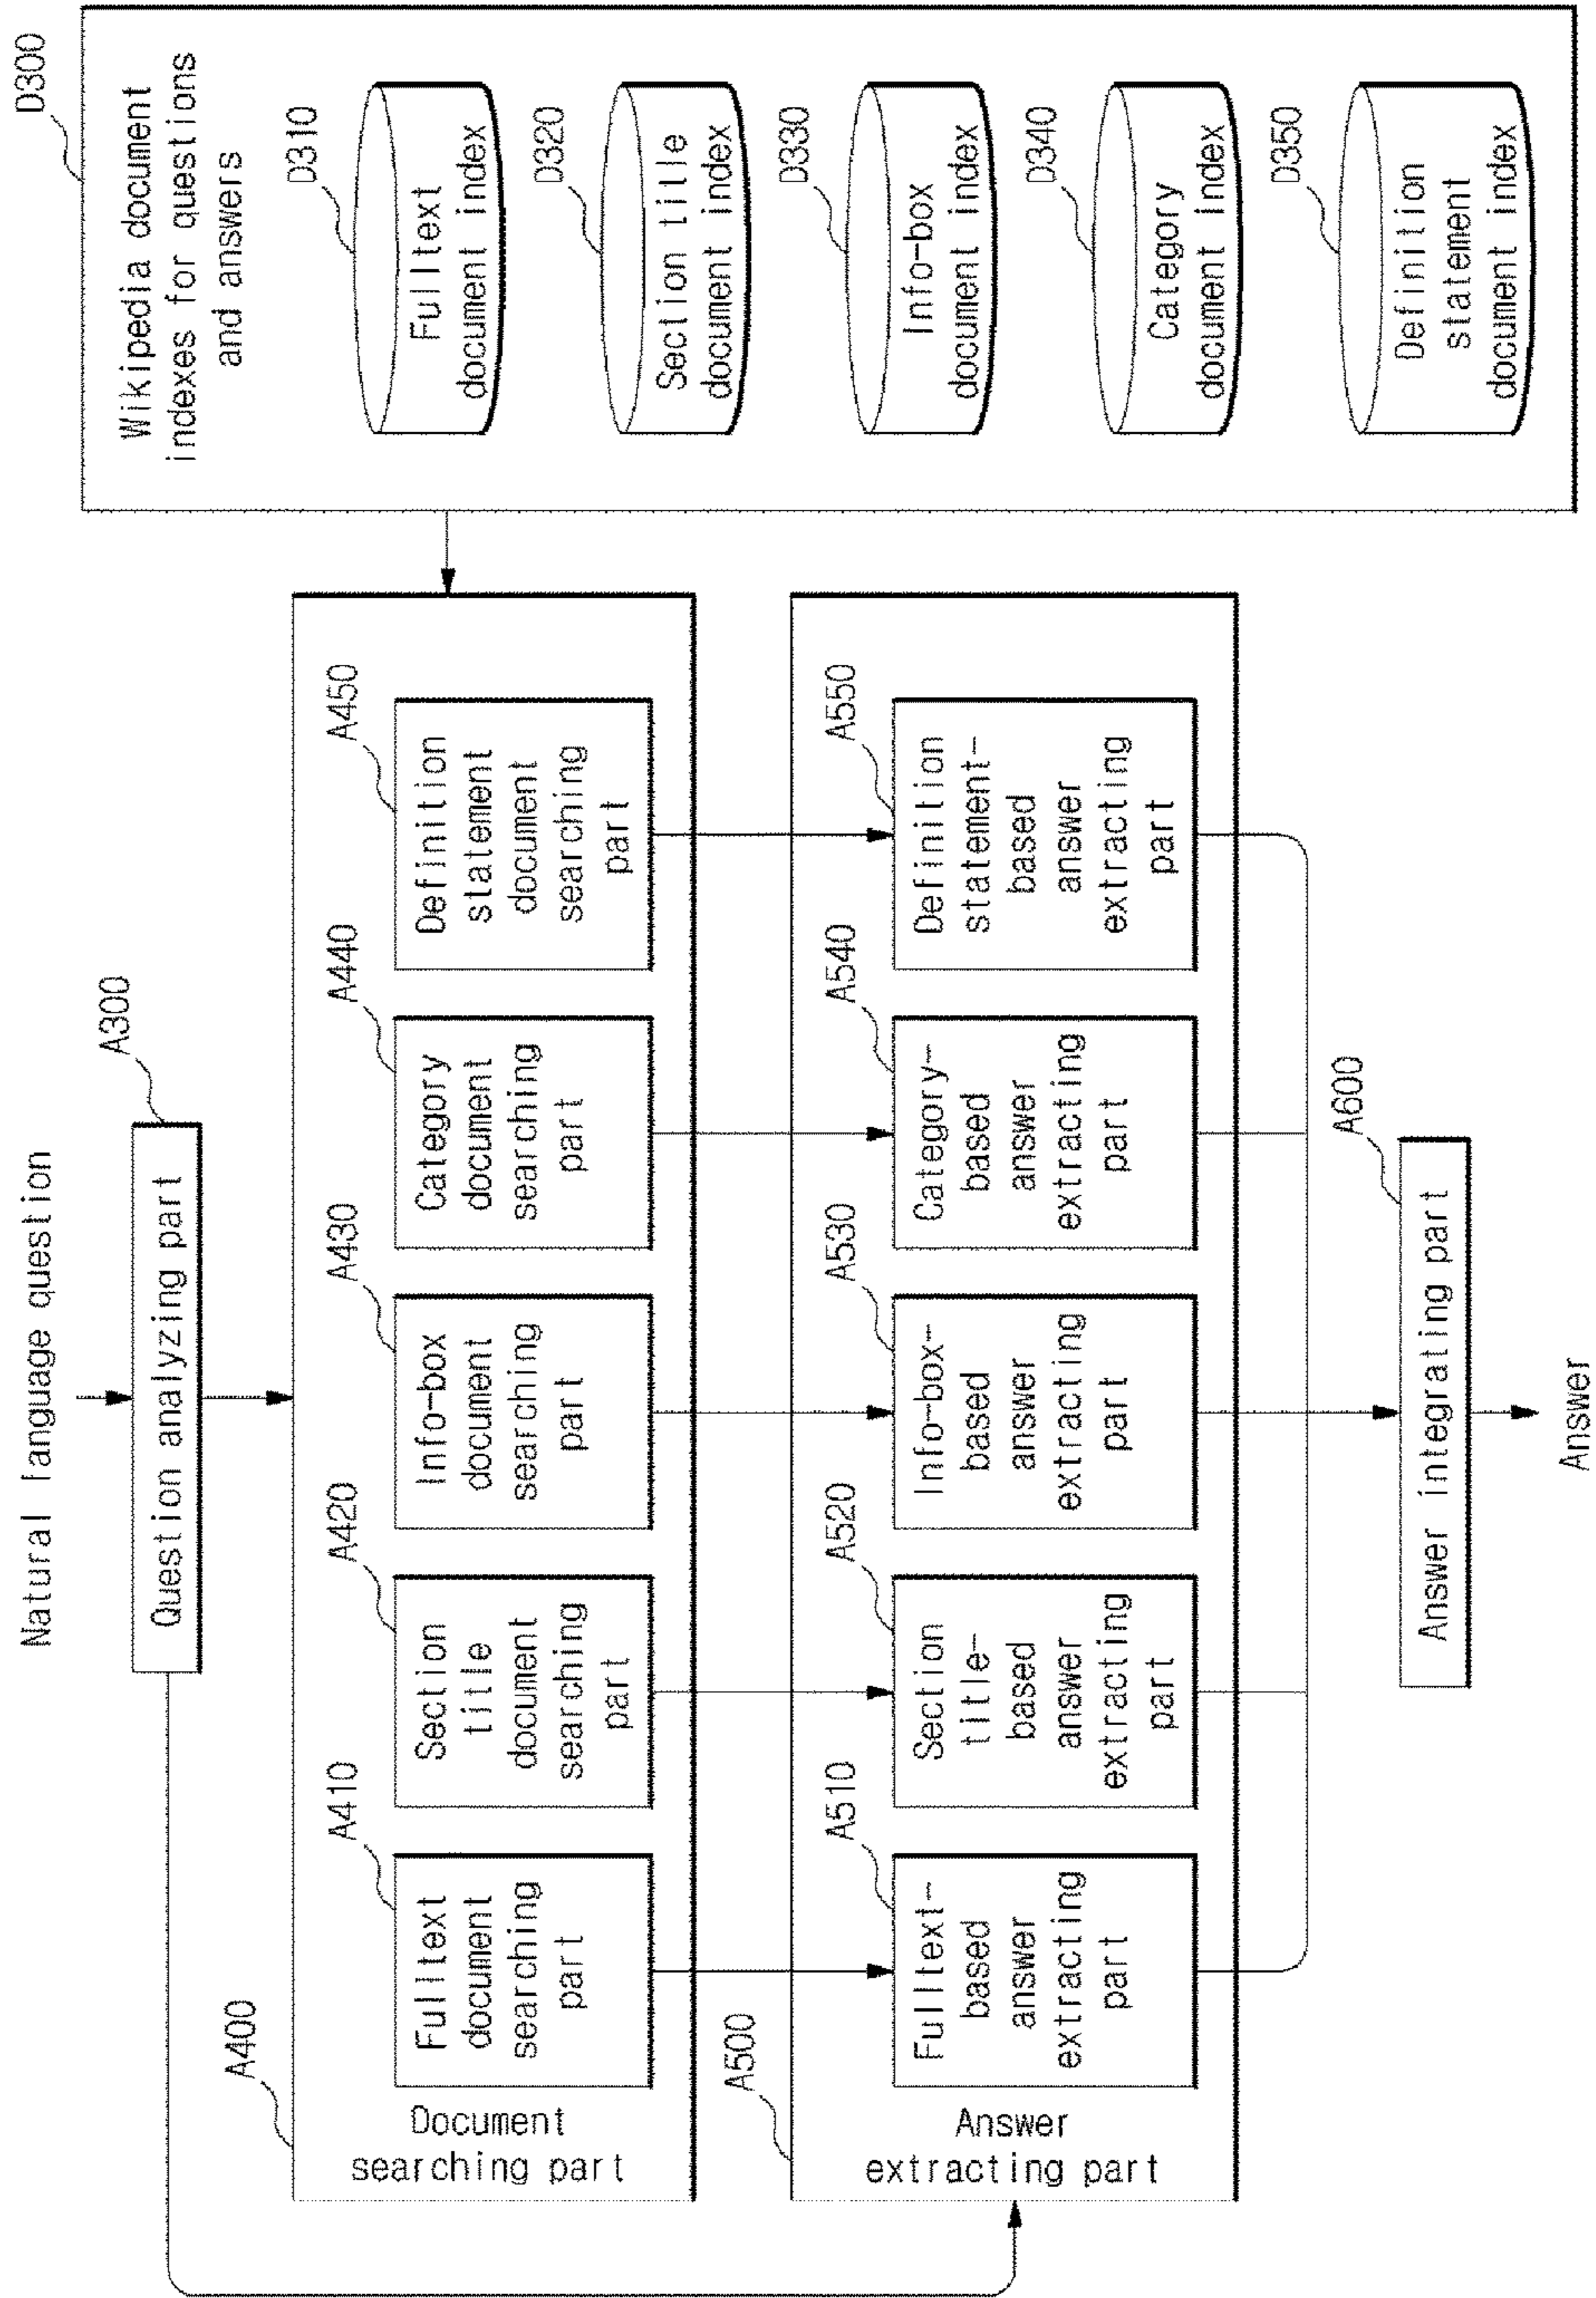 Natural language question
A300
Question analyzing part
A400
Document
searching part
A410
Fulltext
document
searching
part
A420
Section
title
document
searching
part
A430
Info-box
document
searching
part
A440
Category
document
searching
part
A450
Definition
statement
document
searching
part
A500
Answer
extracting part
A510
Fulltext-
based
answer
extracting
part
A520
Section
title-
based
answer
extracting
part
A530
Info-box-
based
answer
extracting
part
A540
Category-
based
answer
extracting
part
A550
Definition
statement-
based
answer
extracting
part
A600
Answer integrating part
Answer
D300
Wikipedia document
indexes for questions
and answers
D310
Fulltext
document index
D320
Section title
document index
D330
Info-box
document index
D340
Category
document index
D350
Definition
statement
document index